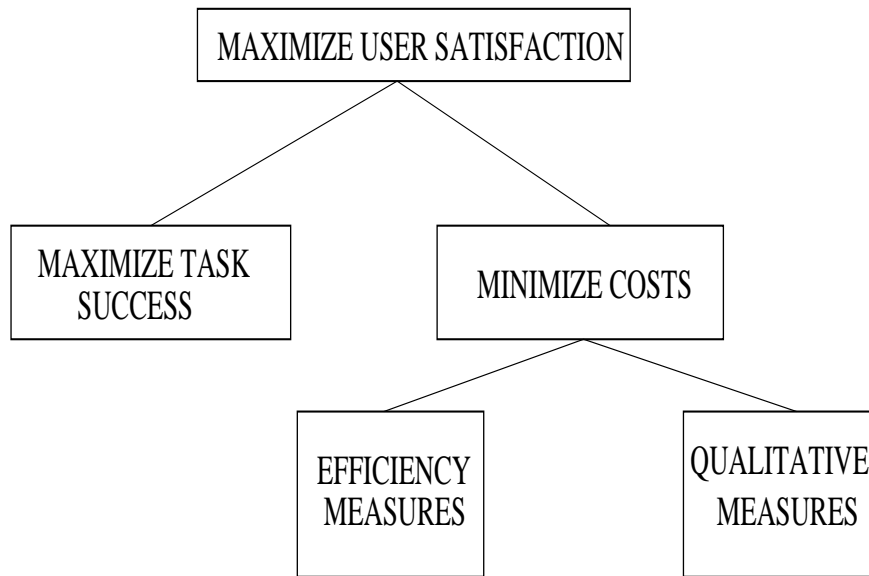 MAXIMIZE USER SATISFACTION
MAXIMIZE TASK
SUCCESS
MINIMIZE COSTS
EFFICIENCY
MEASURES
QUALITATIVE
MEASURES